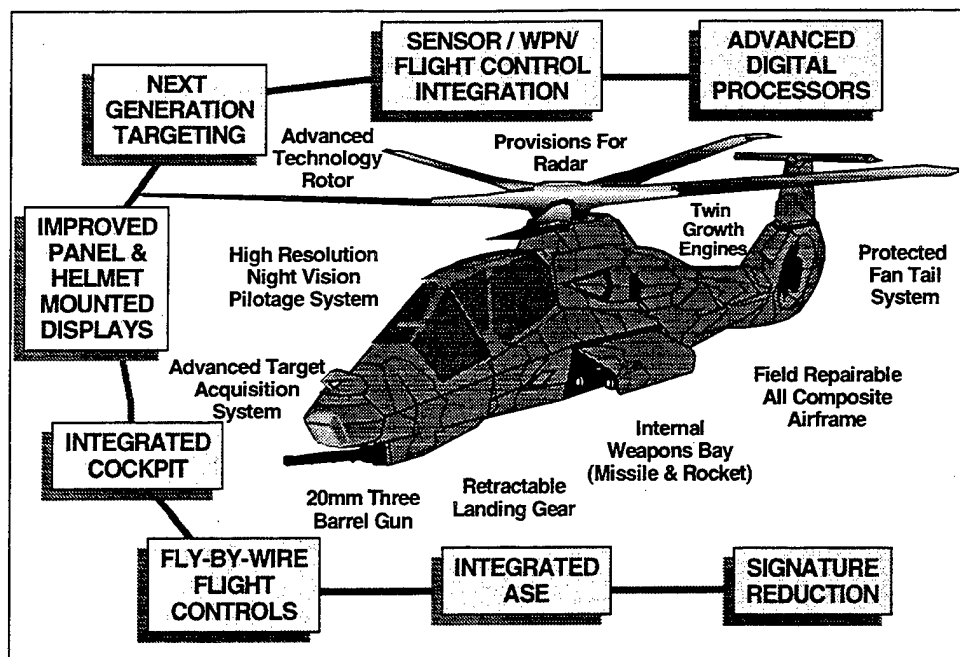 SENSOR / WPN/
FLIGHT CONTROL
INTEGRATION
ADVANCED
DIGITAL
PROCESSORS
NEXT
GENERATION
TARGETING
Advanced
Technology
Rotor
Provisions For
Radar
Twin
Growth
Engines
IMPROVED
PANEL &
HELMET
MOUNTED
DISPLAYS
High Resolution
Night Vision
Pilotage System
Protected
Fan Tail
System
Advanced Target
Acquisition
System
Field Repairable
All Composite
Airframe
INTEGRATED
COCKPIT
Internal
Weapons Bay
(Missile & Rocket)
20mm Three
Barrel Gun
Retractable
Landing Gear
FLY-BY-WIRE
FLIGHT
CONTROLS
INTEGRATED
ASE
SIGNATURE
REDUCTION